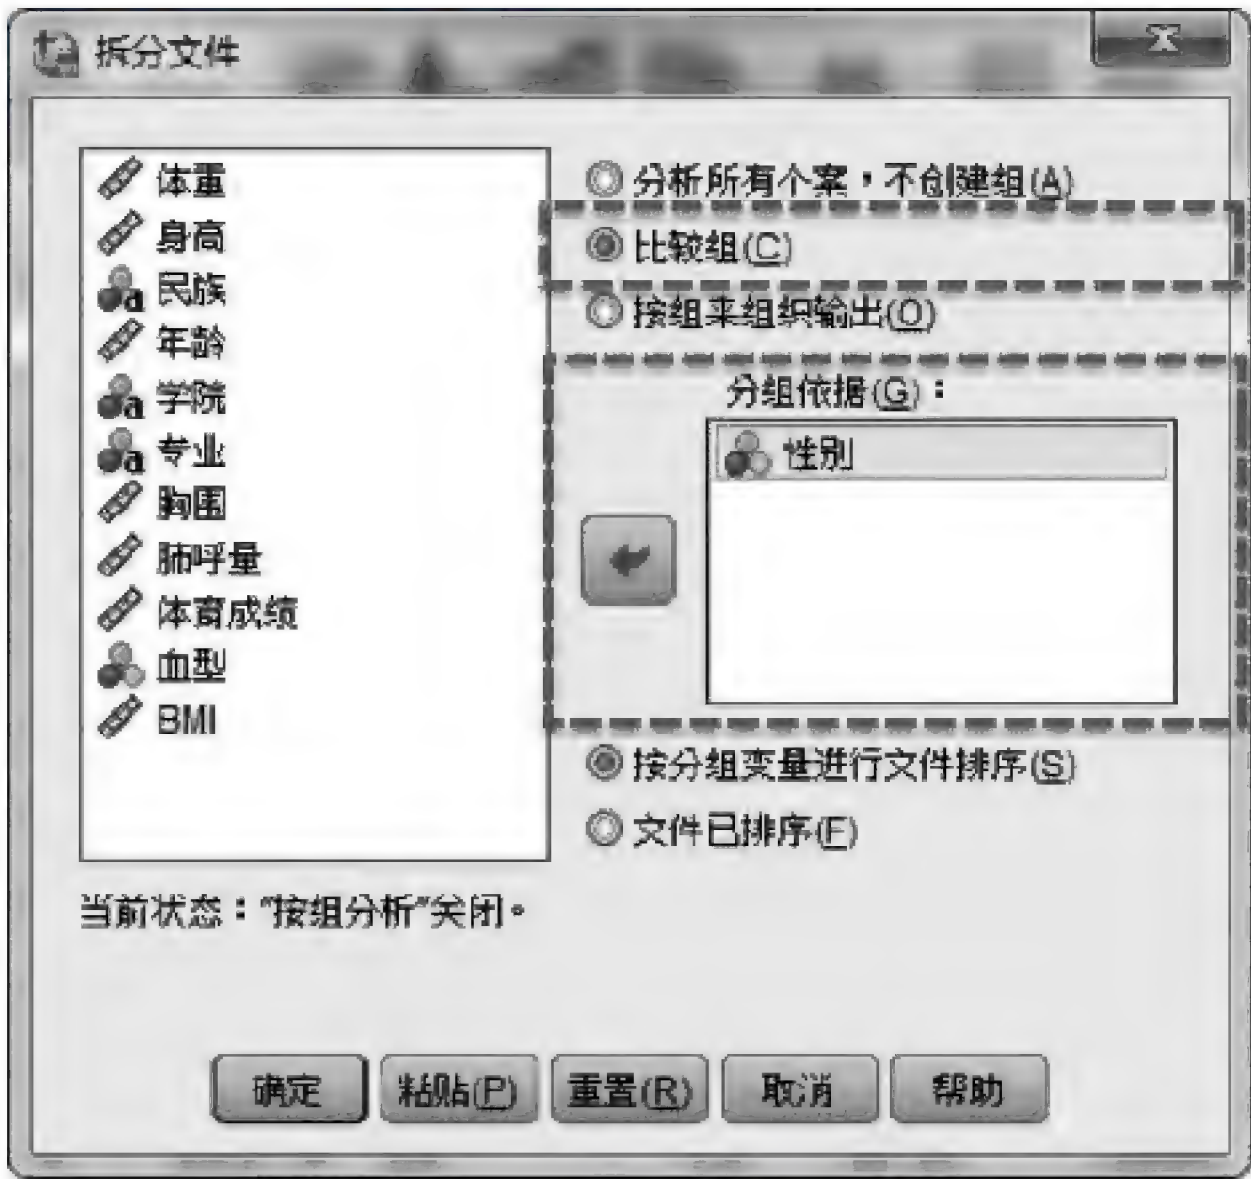 拆分文件
体重
身高
民族
年龄
学院
专业
胸围
肺呼量
体育成绩
血型
BMI
分析所有个案，不创建组(A)
比较组(C)
按组来组织输出(O)
分组依据(G)：
性别
按分组变量进行文件排序(S)
文件已排序(F)
当前状态："按组分析"关闭。
确定
粘贴(P)
重置(R)
取消
帮助